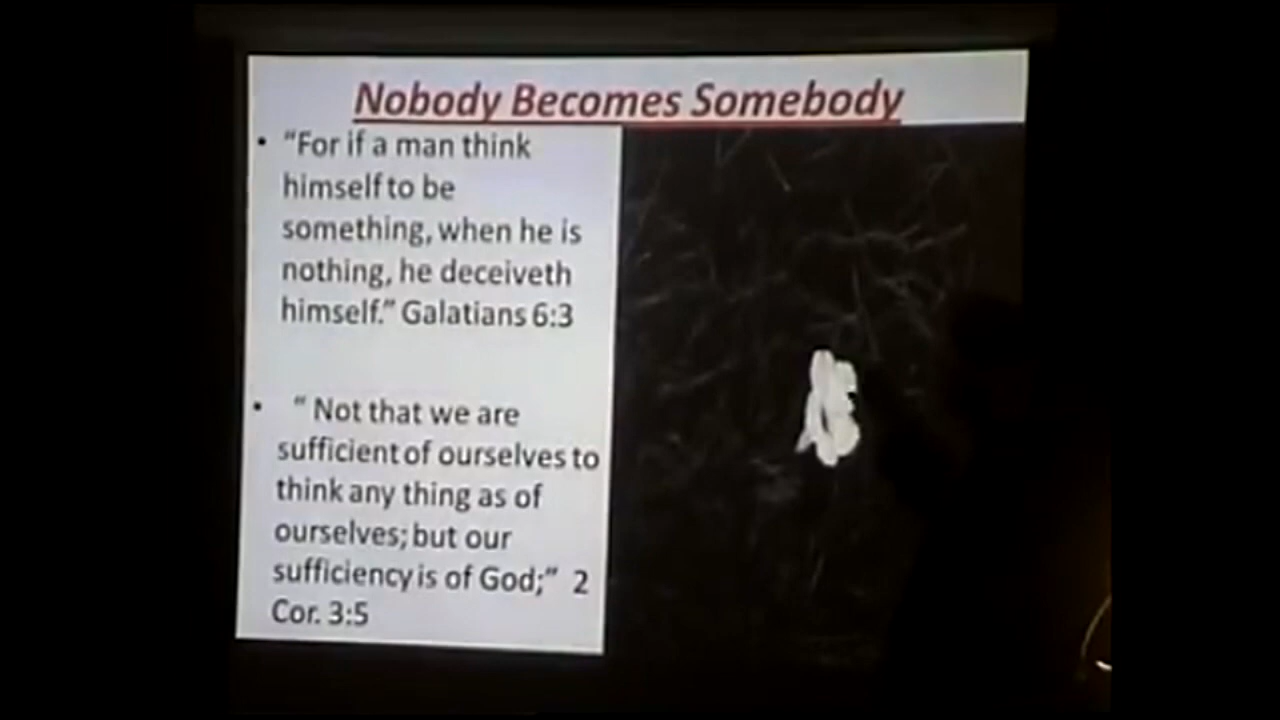 Nobody Becomes Somebody
• “For if a man think
himself to be
something, when he is
nothing, he deceiveth
himself.” Galatians 6:3
• “ Not that we are
sufficient of ourselves to
think any thing as of
ourselves; but our
sufficiency is of God;” 2
Cor. 3:5